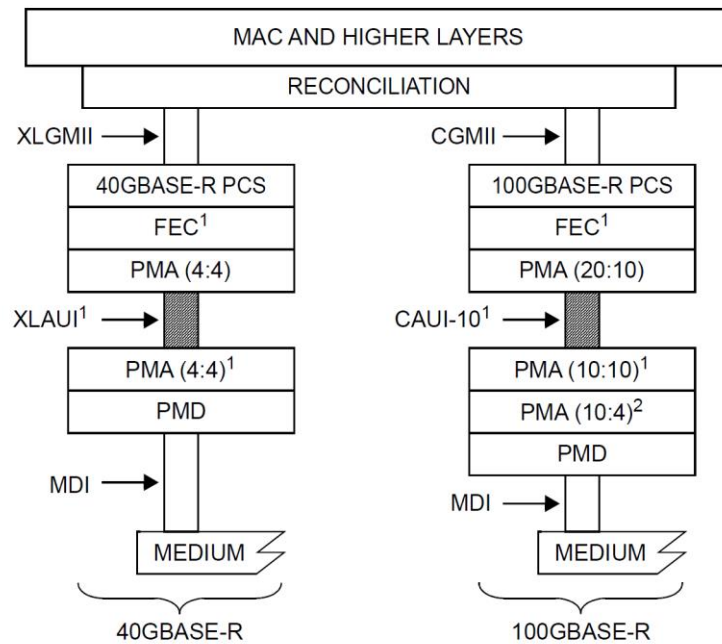 MAC AND HIGHER LAYERS
RECONCILIATION
XLGMII
40GBASE-R PCS
FEC¹
PMA (4:4)
XLAUI¹
PMA (4:4)¹
PMD
MDI
MEDIUM
40GBASE-R
CGMII
100GBASE-R PCS
FEC¹
PMA (20:10)
CAUI-10¹
PMA (10:10)¹
PMA (10:4)²
PMD
MDI
MEDIUM
100GBASE-R